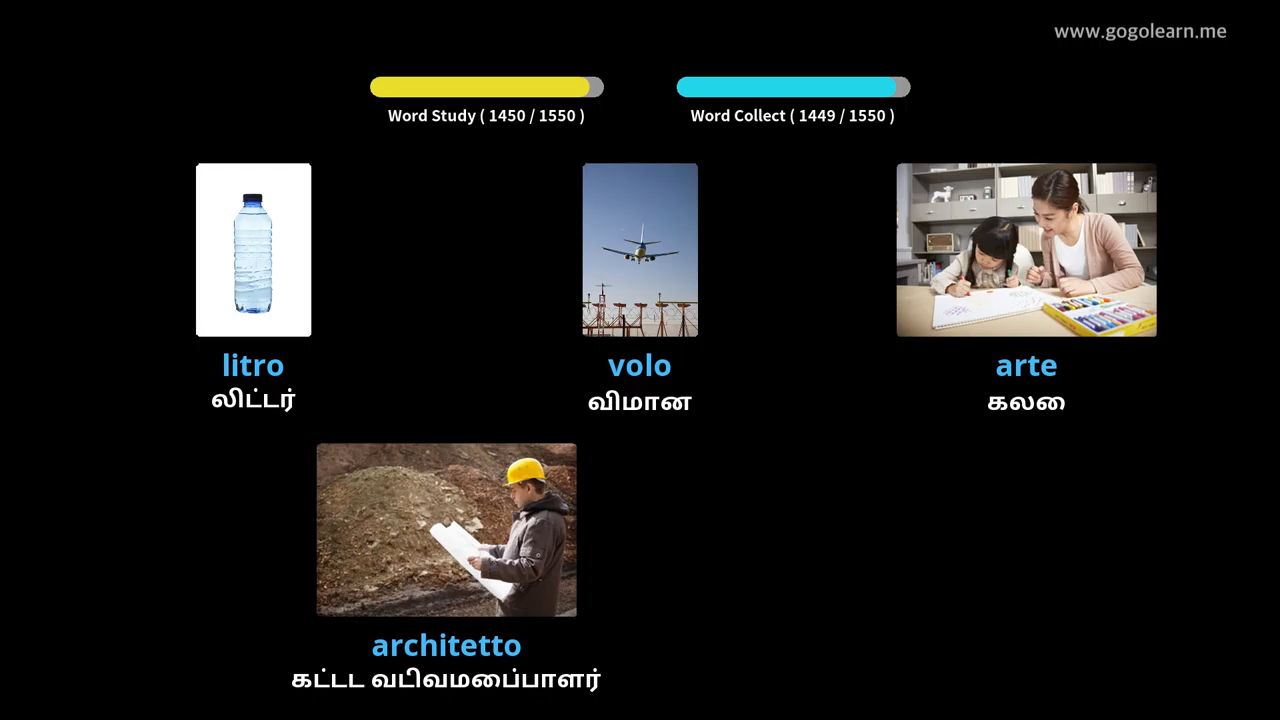 www.gogolearn.me
Word Study ( 1450 / 1550 )
Word Collect ( 1449 / 1550 )
litro
volo
arte
லிட்டர்
விமான
கலை
architetto
கட்டட வடிவமைப்பாளர்